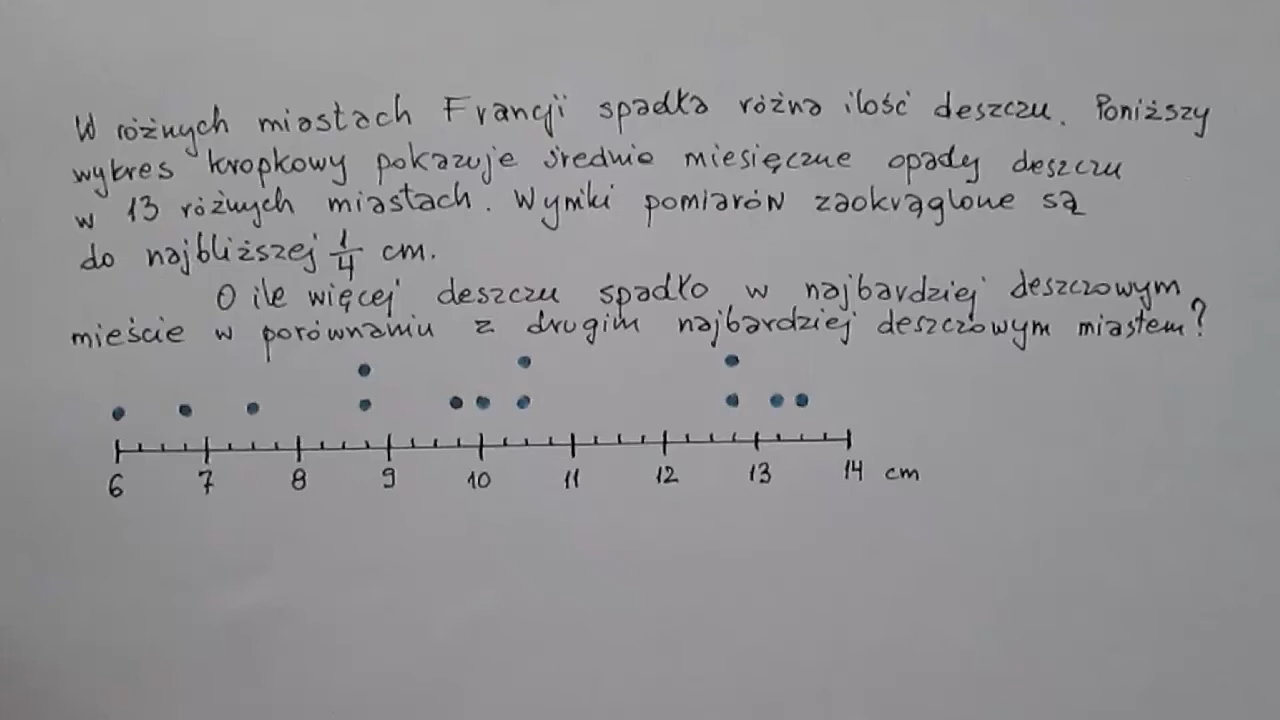 W różnych miastach Francji spadła różna ilość deszczu. Poniższy
wykres kropkowy pokazuje średnie miesięczne opady deszczu
w 13 różnych miastach. Wyniki pomiarów zaokrąglone są
do najbliższej 1/4 cm.
O ile więcej deszczu spadło w najbardziej deszczowym
mieście w porównaniu z drugim najbardziej deszczowym miastem?
6 7 8 9 10 11 12 13 14 cm